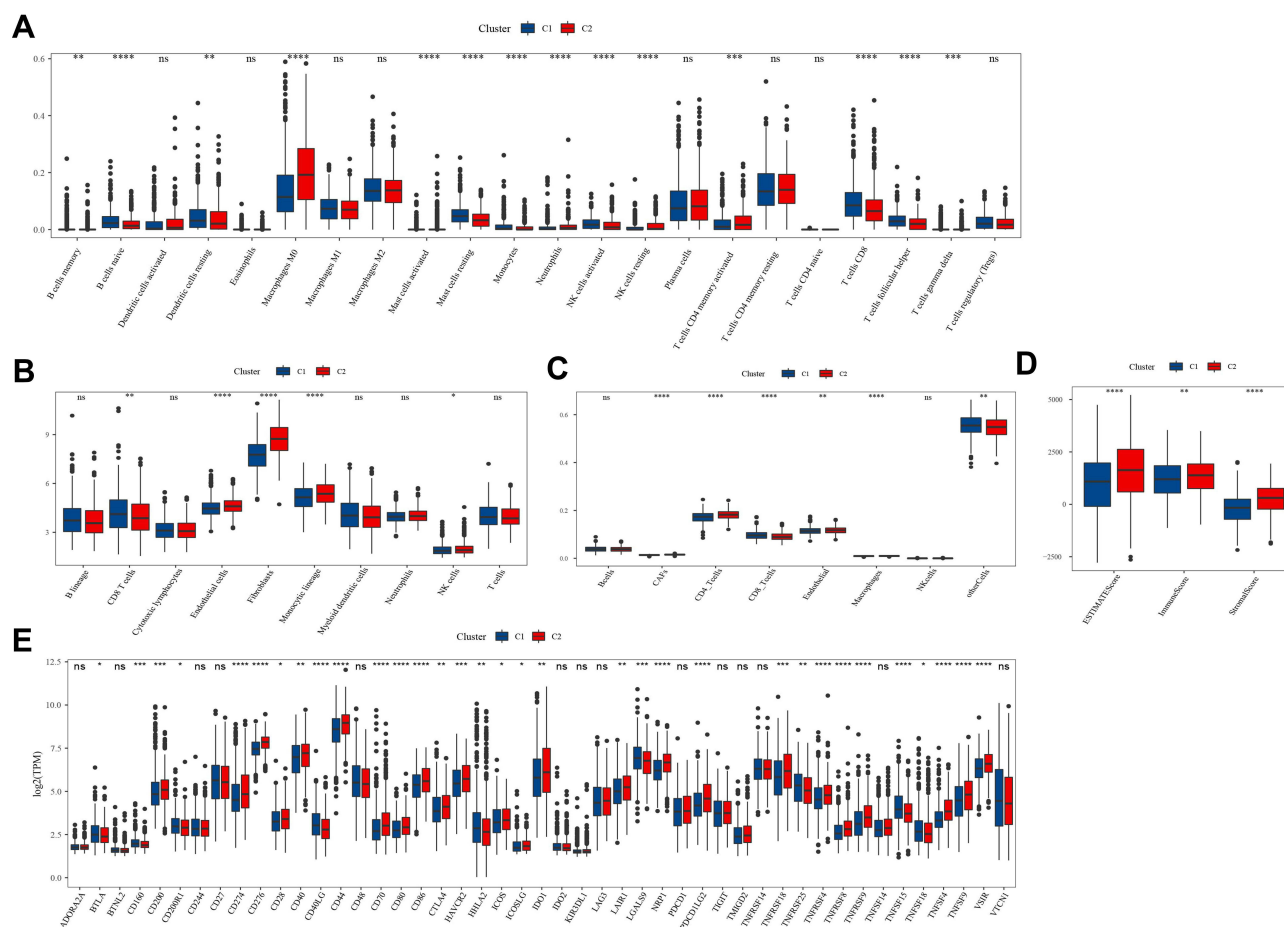 A
Cluster C1 C2
** **** ns ** ns **** ns ns **** **** **** **** **** **** ns *** ns ns **** **** *** ns
0.6
0.4
0.2
0.0
B cells memory
B cells naive
Dendritic cells activated
Dendritic cells resting
Eosinophils
Macrophages M0
Macrophages M1
Macrophages M2
Mast cells activated
Mast cells resting
Monocytes
Neutrophils
NK cells activated
NK cells resting
Plasma cells
T cells CD4 memory activated
T cells CD4 memory resting
T cells CD4 naive
T cells CD8
T cells follicular helper
T cells gamma delta
T cells regulatory (Tregs)
B
Cluster C1 C2
ns ** ns **** **** **** ns ns * ns
9
6
3
B lineage
CD8 T cells
Cytotoxic lymphocytes
Endothelial cells
Fibroblasts
Monocytic lineage
Myeloid dendritic cells
Neutrophils
NK cells
T cells
C
Cluster C1 C2
ns **** **** **** ** **** ns **
0.6
0.4
0.2
0.0
Bcells
CAFs
CD4_Tcells
CD8_Tcells
Endothelial
Macrophages
NKcells
otherCells
D
Cluster C1 C2
**** ** ****
5000
2500
0
-2500
ESTIMATEScore
ImmuneScore
StromalScore
E
Cluster C1 C2
ns * ns *** *** * ns ns **** **** * ** **** **** ns **** **** ** *** ** * * ** ns ns ns ** *** **** ns **** ns ns ns *** ** **** **** **** ns **** * **** **** **** ns
log2(TPM)
12.5
10.0
7.5
5.0
2.5
0.0
ADORA2A
BTLA
BTNL2
CD160
CD200
CD200R1
CD244
CD27
CD274
CD276
CD28
CD40
CD40LG
CD44
CD48
CD70
CD80
CD86
CTLA4
HAVCR2
HHLA2
ICOS
ICOSLG
IDO1
IDO2
KIR3DL1
LAG3
LAIR1
LGALS9
NRP1
PDCD1
PDCD1LG2
TIGIT
TMIGD2
TNFRSF14
TNFRSF18
TNFRSF25
TNFRSF4
TNFRSF8
TNFRSF9
TNFSF14
TNFSF15
TNFSF18
TNFSF4
TNFSF9
VSIR
VTCN1